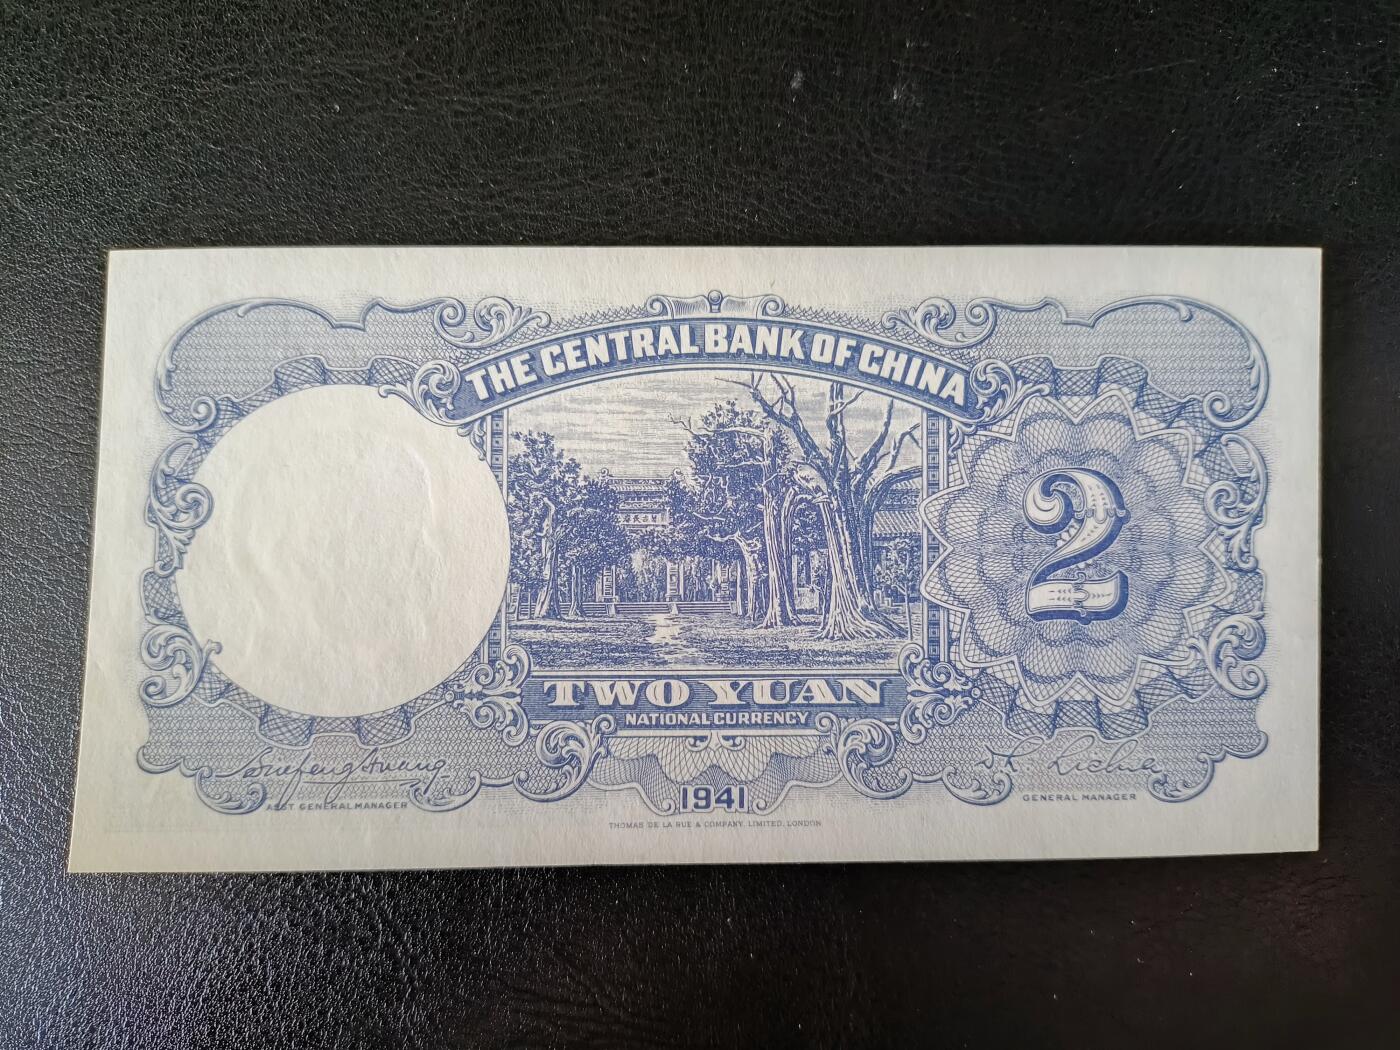 THE CENTRAL BANK OF CHINA
2
TWO YUAN
NATIONAL CURRENCY
ASST GENERAL MANAGER
GENERAL MANAGER
1941
THOMAS DE LA RUE & COMPANY, LIMITED, LONDON